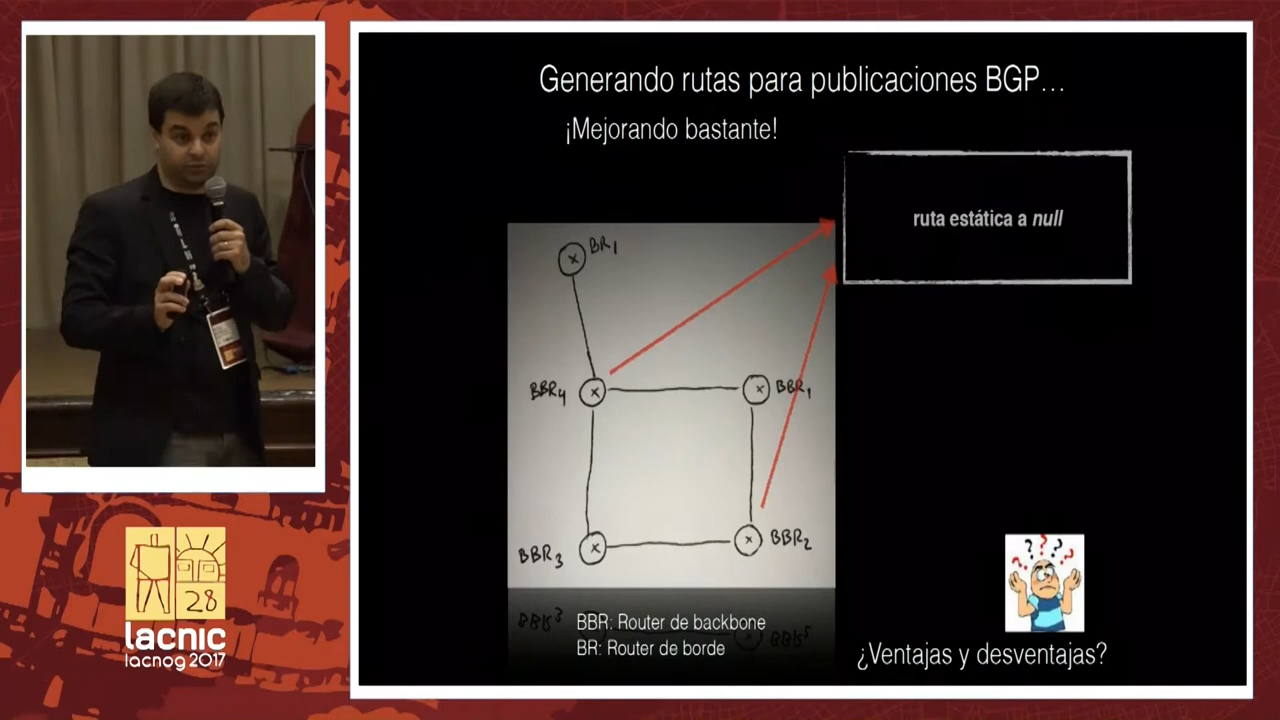 Generando rutas para publicaciones BGP...
¡Mejorando bastante!
ruta estática a null
BR1
BBR4
BBR1
BBR3
BBR2
BBR: Router de backbone
BR: Router de borde
¿Ventajas y desventajas?
28
lacnic
lacnog 2017